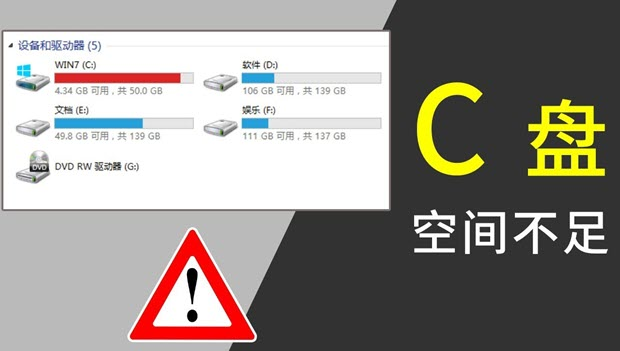 设备和驱动器 (5)
WIN7 (C:)
4.34 GB 可用，共 50.0 GB
软件 (D:)
106 GB 可用，共 139 GB
文档 (E:)
49.8 GB 可用，共 139 GB
娱乐 (F:)
111 GB 可用，共 137 GB
DVD
DVD RW 驱动器 (G:)
C 盘
空间不足
!